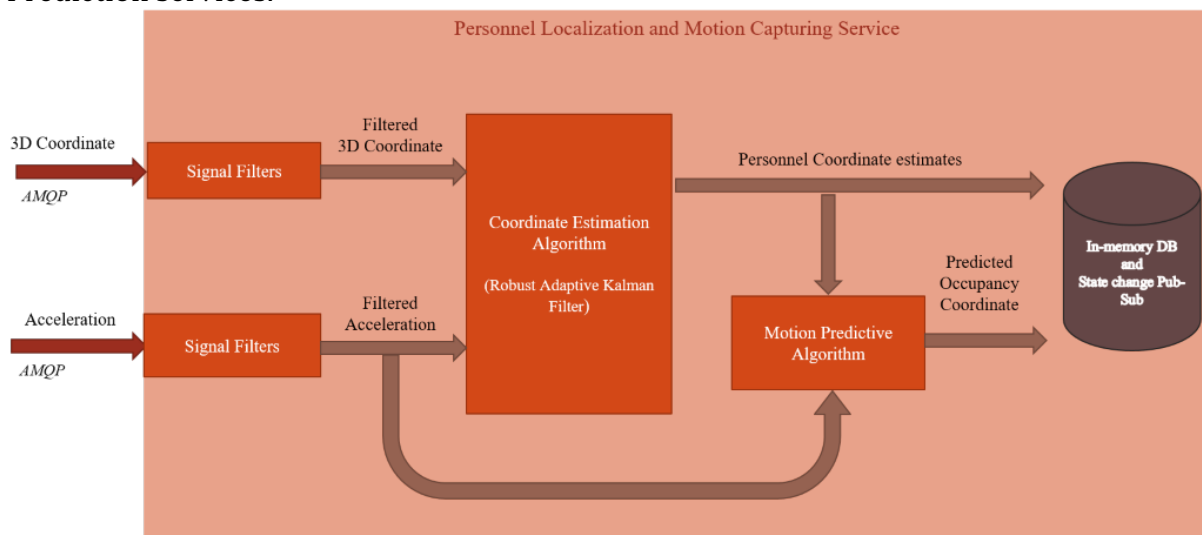 Personnel Localization and Motion Capturing Service
3D Coordinate
AMQP
Signal Filters
Filtered
3D Coordinate
Coordinate Estimation
Algorithm
(Robust Adaptive Kalman
Filter)
Personnel Coordinate estimates
In-memory DB
and
State change Pub-
Sub
Acceleration
AMQP
Signal Filters
Filtered
Acceleration
Motion Predictive
Algorithm
Predicted
Occupancy
Coordinate